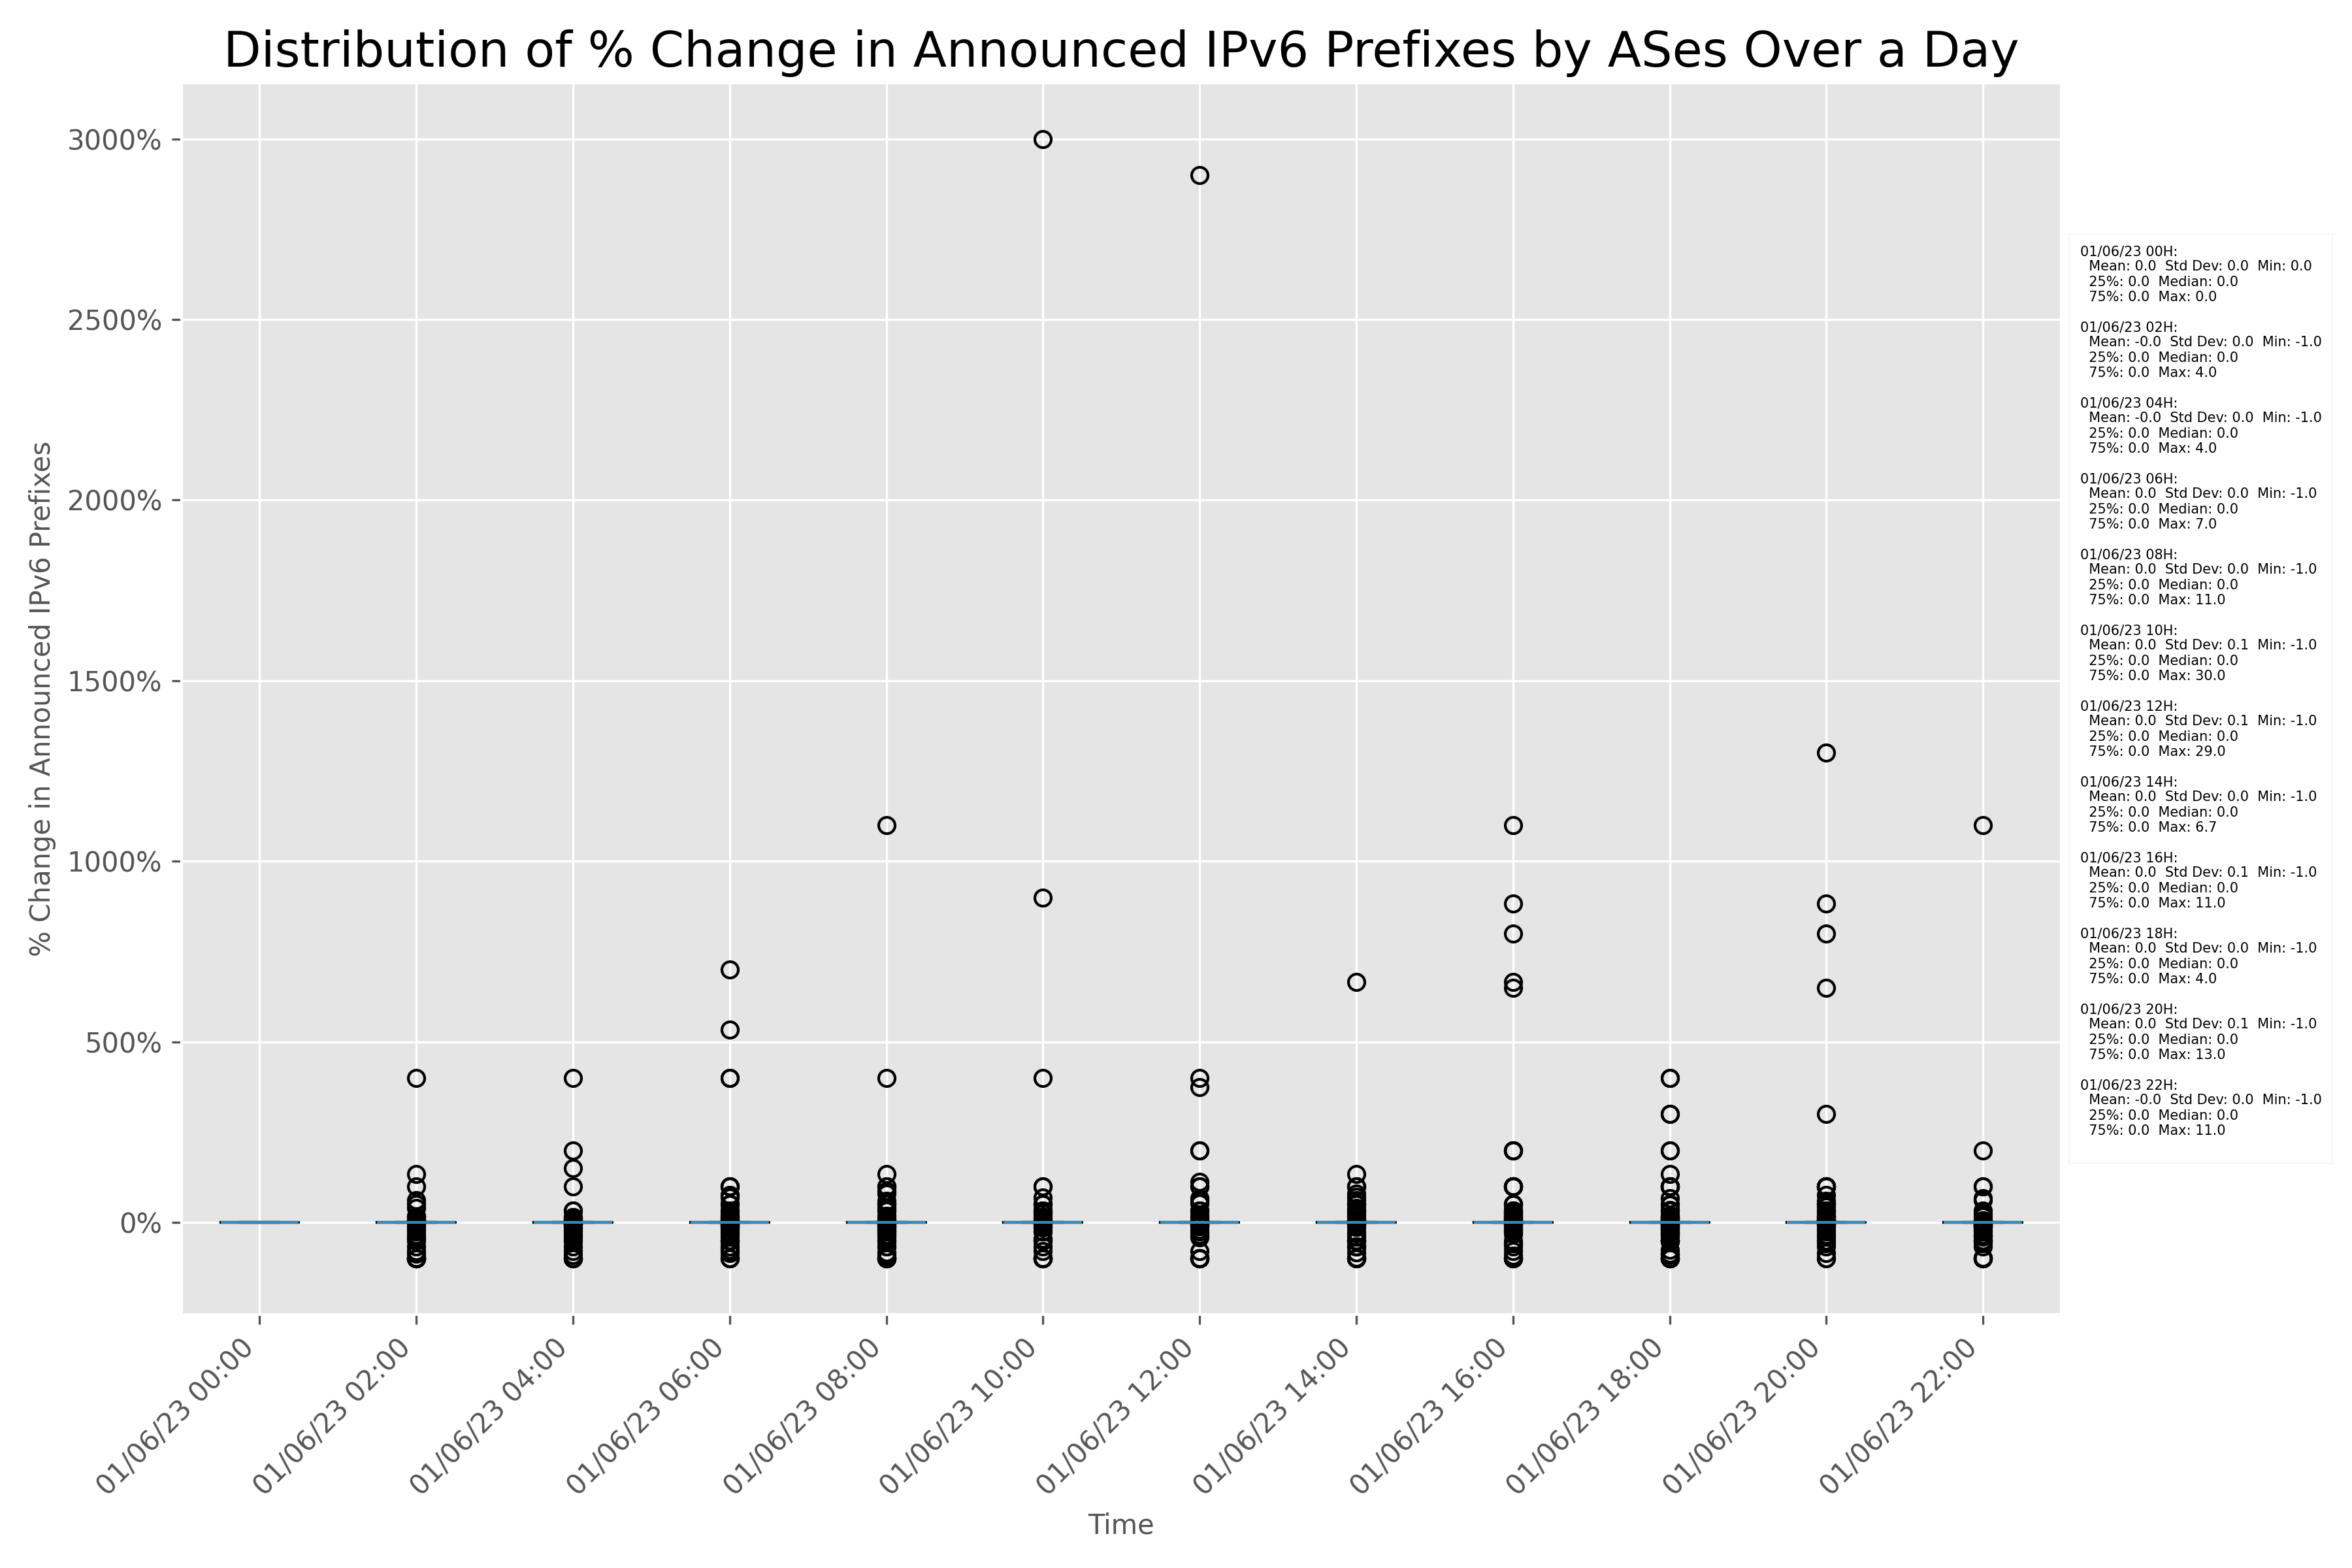 Distribution of % Change in Announced IPv6 Prefixes by ASes Over a Day
% Change in Announced IPv6 Prefixes
3000%
2500%
2000%
1500%
1000%
500%
0%
01/06/23 00:00
01/06/23 02:00
01/06/23 04:00
01/06/23 06:00
01/06/23 08:00
01/06/23 10:00
01/06/23 12:00
01/06/23 14:00
01/06/23 16:00
01/06/23 18:00
01/06/23 20:00
01/06/23 22:00
Time
01/06/23 00H:
Mean: 0.0 Std Dev: 0.0 Min: 0.0
25%: 0.0 Median: 0.0
75%: 0.0 Max: 0.0
01/06/23 02H:
Mean: -0.0 Std Dev: 0.0 Min: -1.0
25%: 0.0 Median: 0.0
75%: 0.0 Max: 4.0
01/06/23 04H:
Mean: -0.0 Std Dev: 0.0 Min: -1.0
25%: 0.0 Median: 0.0
75%: 0.0 Max: 4.0
01/06/23 06H:
Mean: 0.0 Std Dev: 0.0 Min: -1.0
25%: 0.0 Median: 0.0
75%: 0.0 Max: 7.0
01/06/23 08H:
Mean: 0.0 Std Dev: 0.0 Min: -1.0
25%: 0.0 Median: 0.0
75%: 0.0 Max: 11.0
01/06/23 10H:
Mean: 0.0 Std Dev: 0.1 Min: -1.0
25%: 0.0 Median: 0.0
75%: 0.0 Max: 30.0
01/06/23 12H:
Mean: 0.0 Std Dev: 0.1 Min: -1.0
25%: 0.0 Median: 0.0
75%: 0.0 Max: 29.0
01/06/23 14H:
Mean: 0.0 Std Dev: 0.0 Min: -1.0
25%: 0.0 Median: 0.0
75%: 0.0 Max: 6.7
01/06/23 16H:
Mean: 0.0 Std Dev: 0.1 Min: -1.0
25%: 0.0 Median: 0.0
75%: 0.0 Max: 11.0
01/06/23 18H:
Mean: 0.0 Std Dev: 0.0 Min: -1.0
25%: 0.0 Median: 0.0
75%: 0.0 Max: 4.0
01/06/23 20H:
Mean: 0.0 Std Dev: 0.1 Min: -1.0
25%: 0.0 Median: 0.0
75%: 0.0 Max: 13.0
01/06/23 22H:
Mean: -0.0 Std Dev: 0.0 Min: -1.0
25%: 0.0 Median: 0.0
75%: 0.0 Max: 11.0